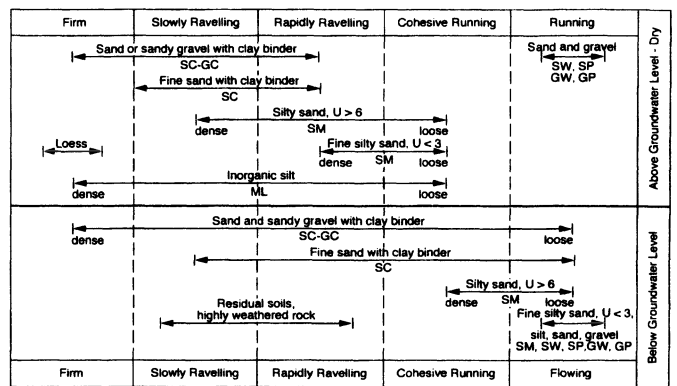 Firm Slowly Ravelling Rapidly Ravelling Cohesive Running Running
Sand or sandy gravel with clay binder
SC-GC
Sand and gravel
SW, SP
GW, GP
Fine sand with clay binder
SC
Silty sand, U > 6
dense SM loose
Loess
Fine silty sand, U < 3
dense SM loose
Inorganic silt
dense ML loose
Above Groundwater Level - Dry
Sand and sandy gravel with clay binder
dense SC-GC loose
Fine sand with clay binder
SC
Silty sand, U > 6
dense SM loose
Residual soils,
highly weathered rock
Fine silty sand, U < 3,
silt, sand, gravel
SM, SW, SP,GW, GP
Below Groundwater Level
Firm Slowly Ravelling Rapidly Ravelling Cohesive Running Flowing